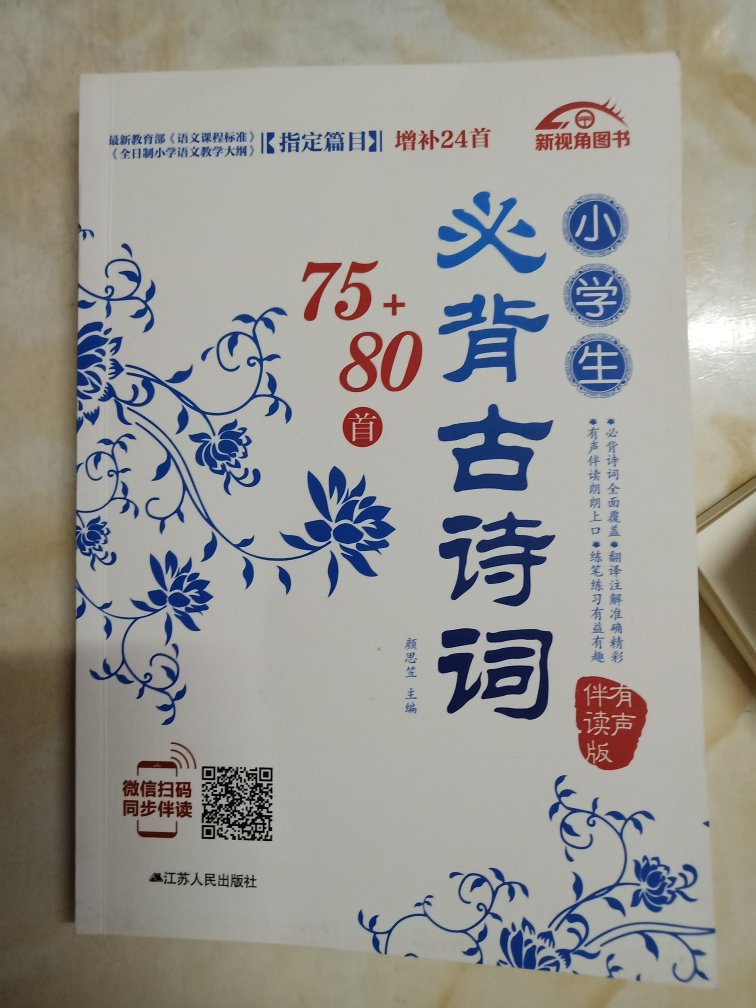 最新教育部《语文课程标准》
《全日制小学语文教学大纲》
【指定篇目】
增补24首
新视角图书
小学生
必背古诗词
75+
80
首
*必背诗词全面覆盖*翻译注解准确精彩
*有声伴读朗朗上口*练笔练习有益有趣
颜思笠 主编
有声
伴读版
微信扫码
同步伴读
江苏人民出版社